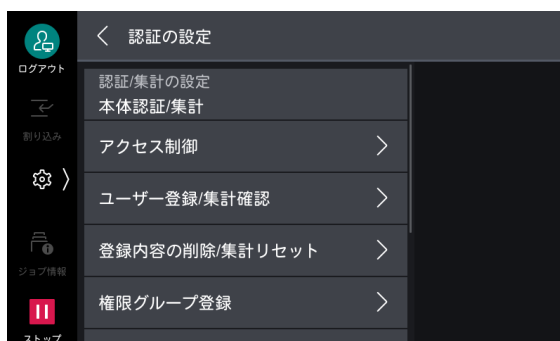 認証の設定
ログアウト
認証/集計の設定
本体認証/集計
割り込み
アクセス制御
ユーザー登録/集計確認
登録内容の削除/集計リセット
ジョブ情報
権限グループ登録
ストップ